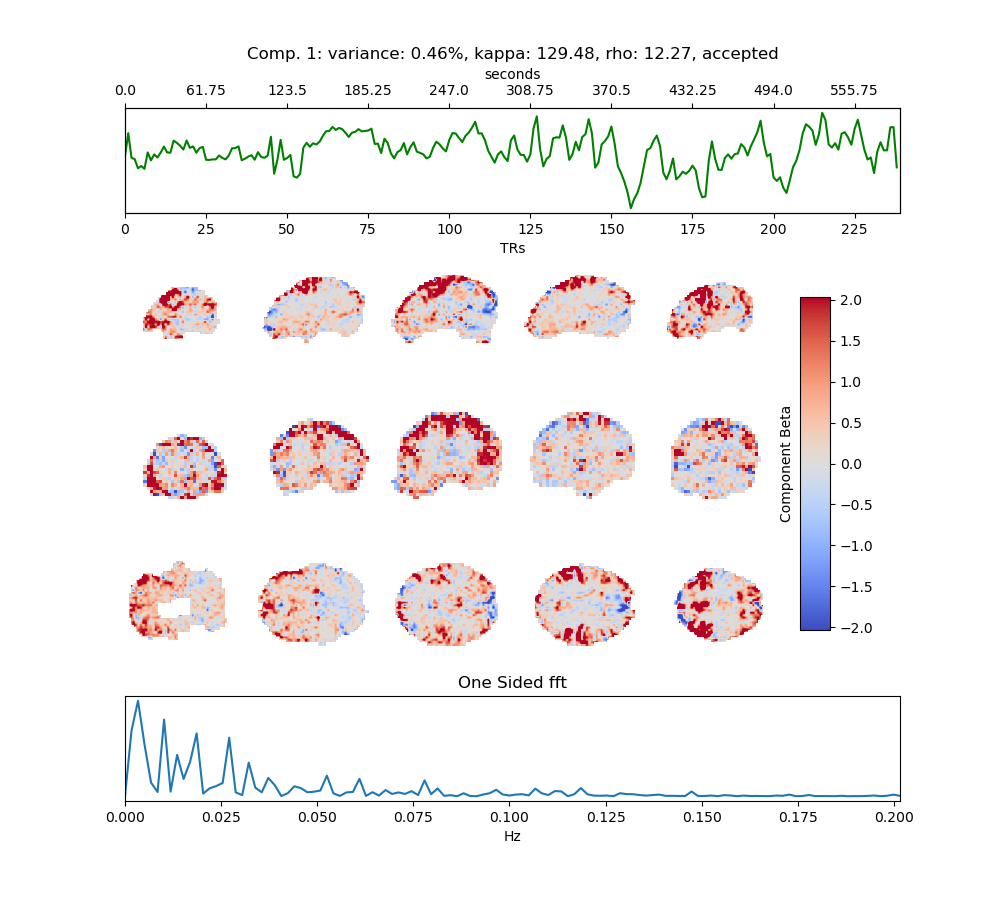 Comp. 1: variance: 0.46%, kappa: 129.48, rho: 12.27, accepted
seconds
0.0 61.75 123.5 185.25 247.0 308.75 370.5 432.25 494.0 555.75
0 25 50 75 100 125 150 175 200 225
TRs
2.0
1.5
1.0
0.5
0.0
−0.5
−1.0
−1.5
−2.0
Component Beta
One Sided fft
0.000 0.025 0.050 0.075 0.100 0.125 0.150 0.175 0.200
Hz